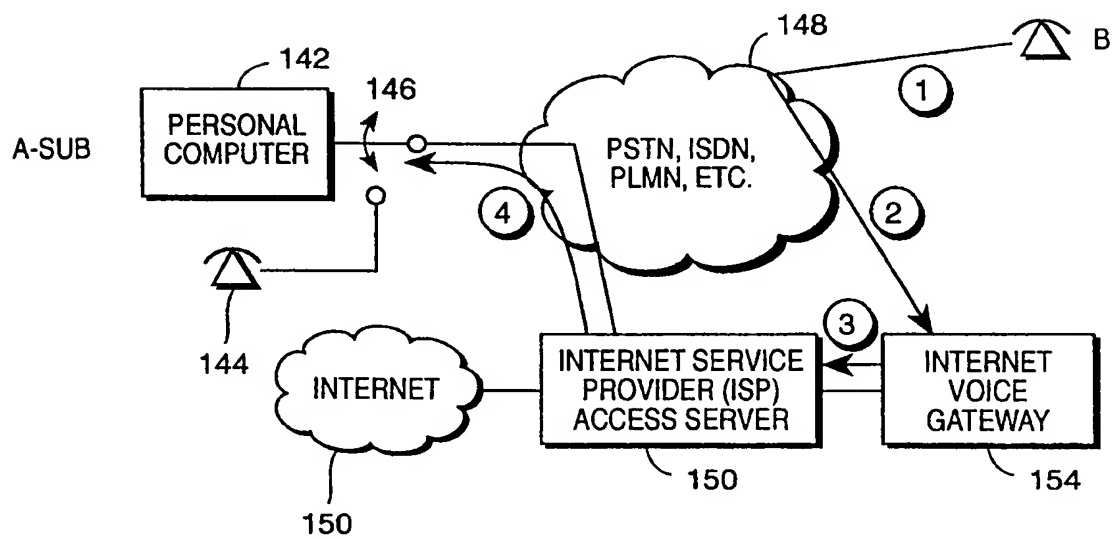 148
B
142
146
1
A-SUB
PERSONAL
COMPUTER
PSTN, ISDN,
PLMN, ETC.
4
2
144
3
INTERNET
INTERNET SERVICE
PROVIDER (ISP)
ACCESS SERVER
INTERNET
VOICE
GATEWAY
150
150
154